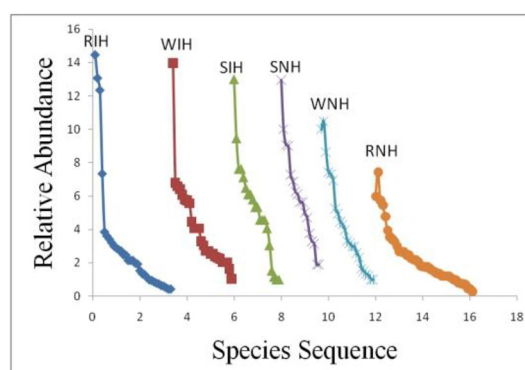 Relative Abundance
16
14
12
10
8
6
4
2
0
RIH
WIH
SIH
SNH
WNH
RNH
0 2 4 6 8 10 12 14 16 18
Species Sequence